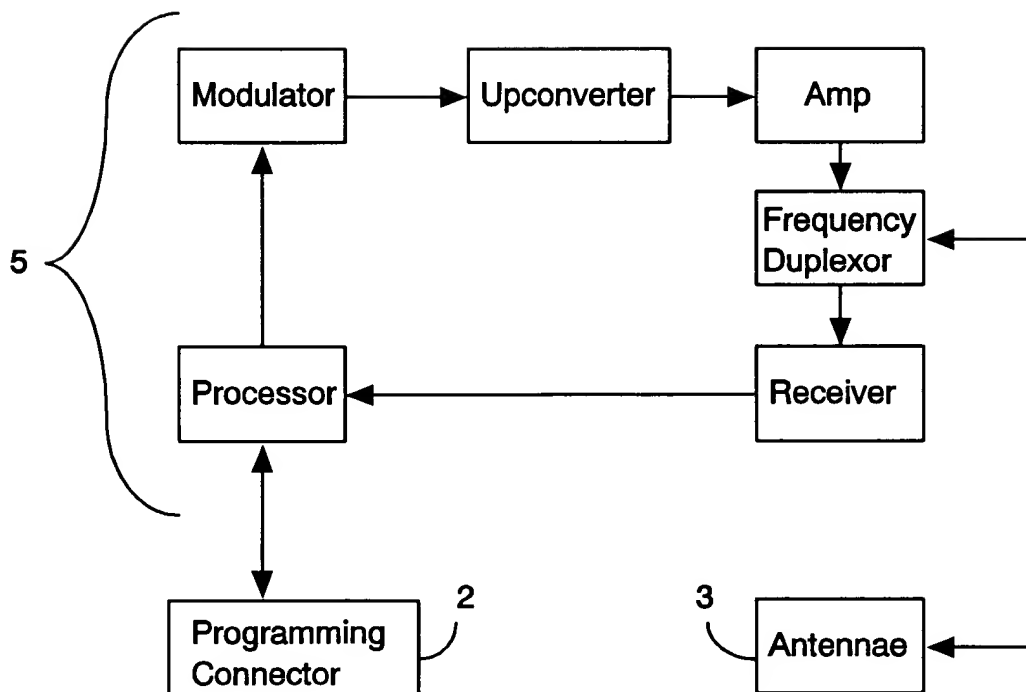 Modulator
Upconverter
Amp
Frequency
Duplexor
5
Processor
Receiver
2
3
Programming
Connector
Antennae